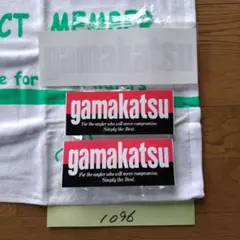 CT MEMBER
e for
gamakatsu
gamakatsu
For the angler who will never compromise.
Simply the Best.
gamakatsu
For the angler who will never compromise.
Simply the Best.
1096